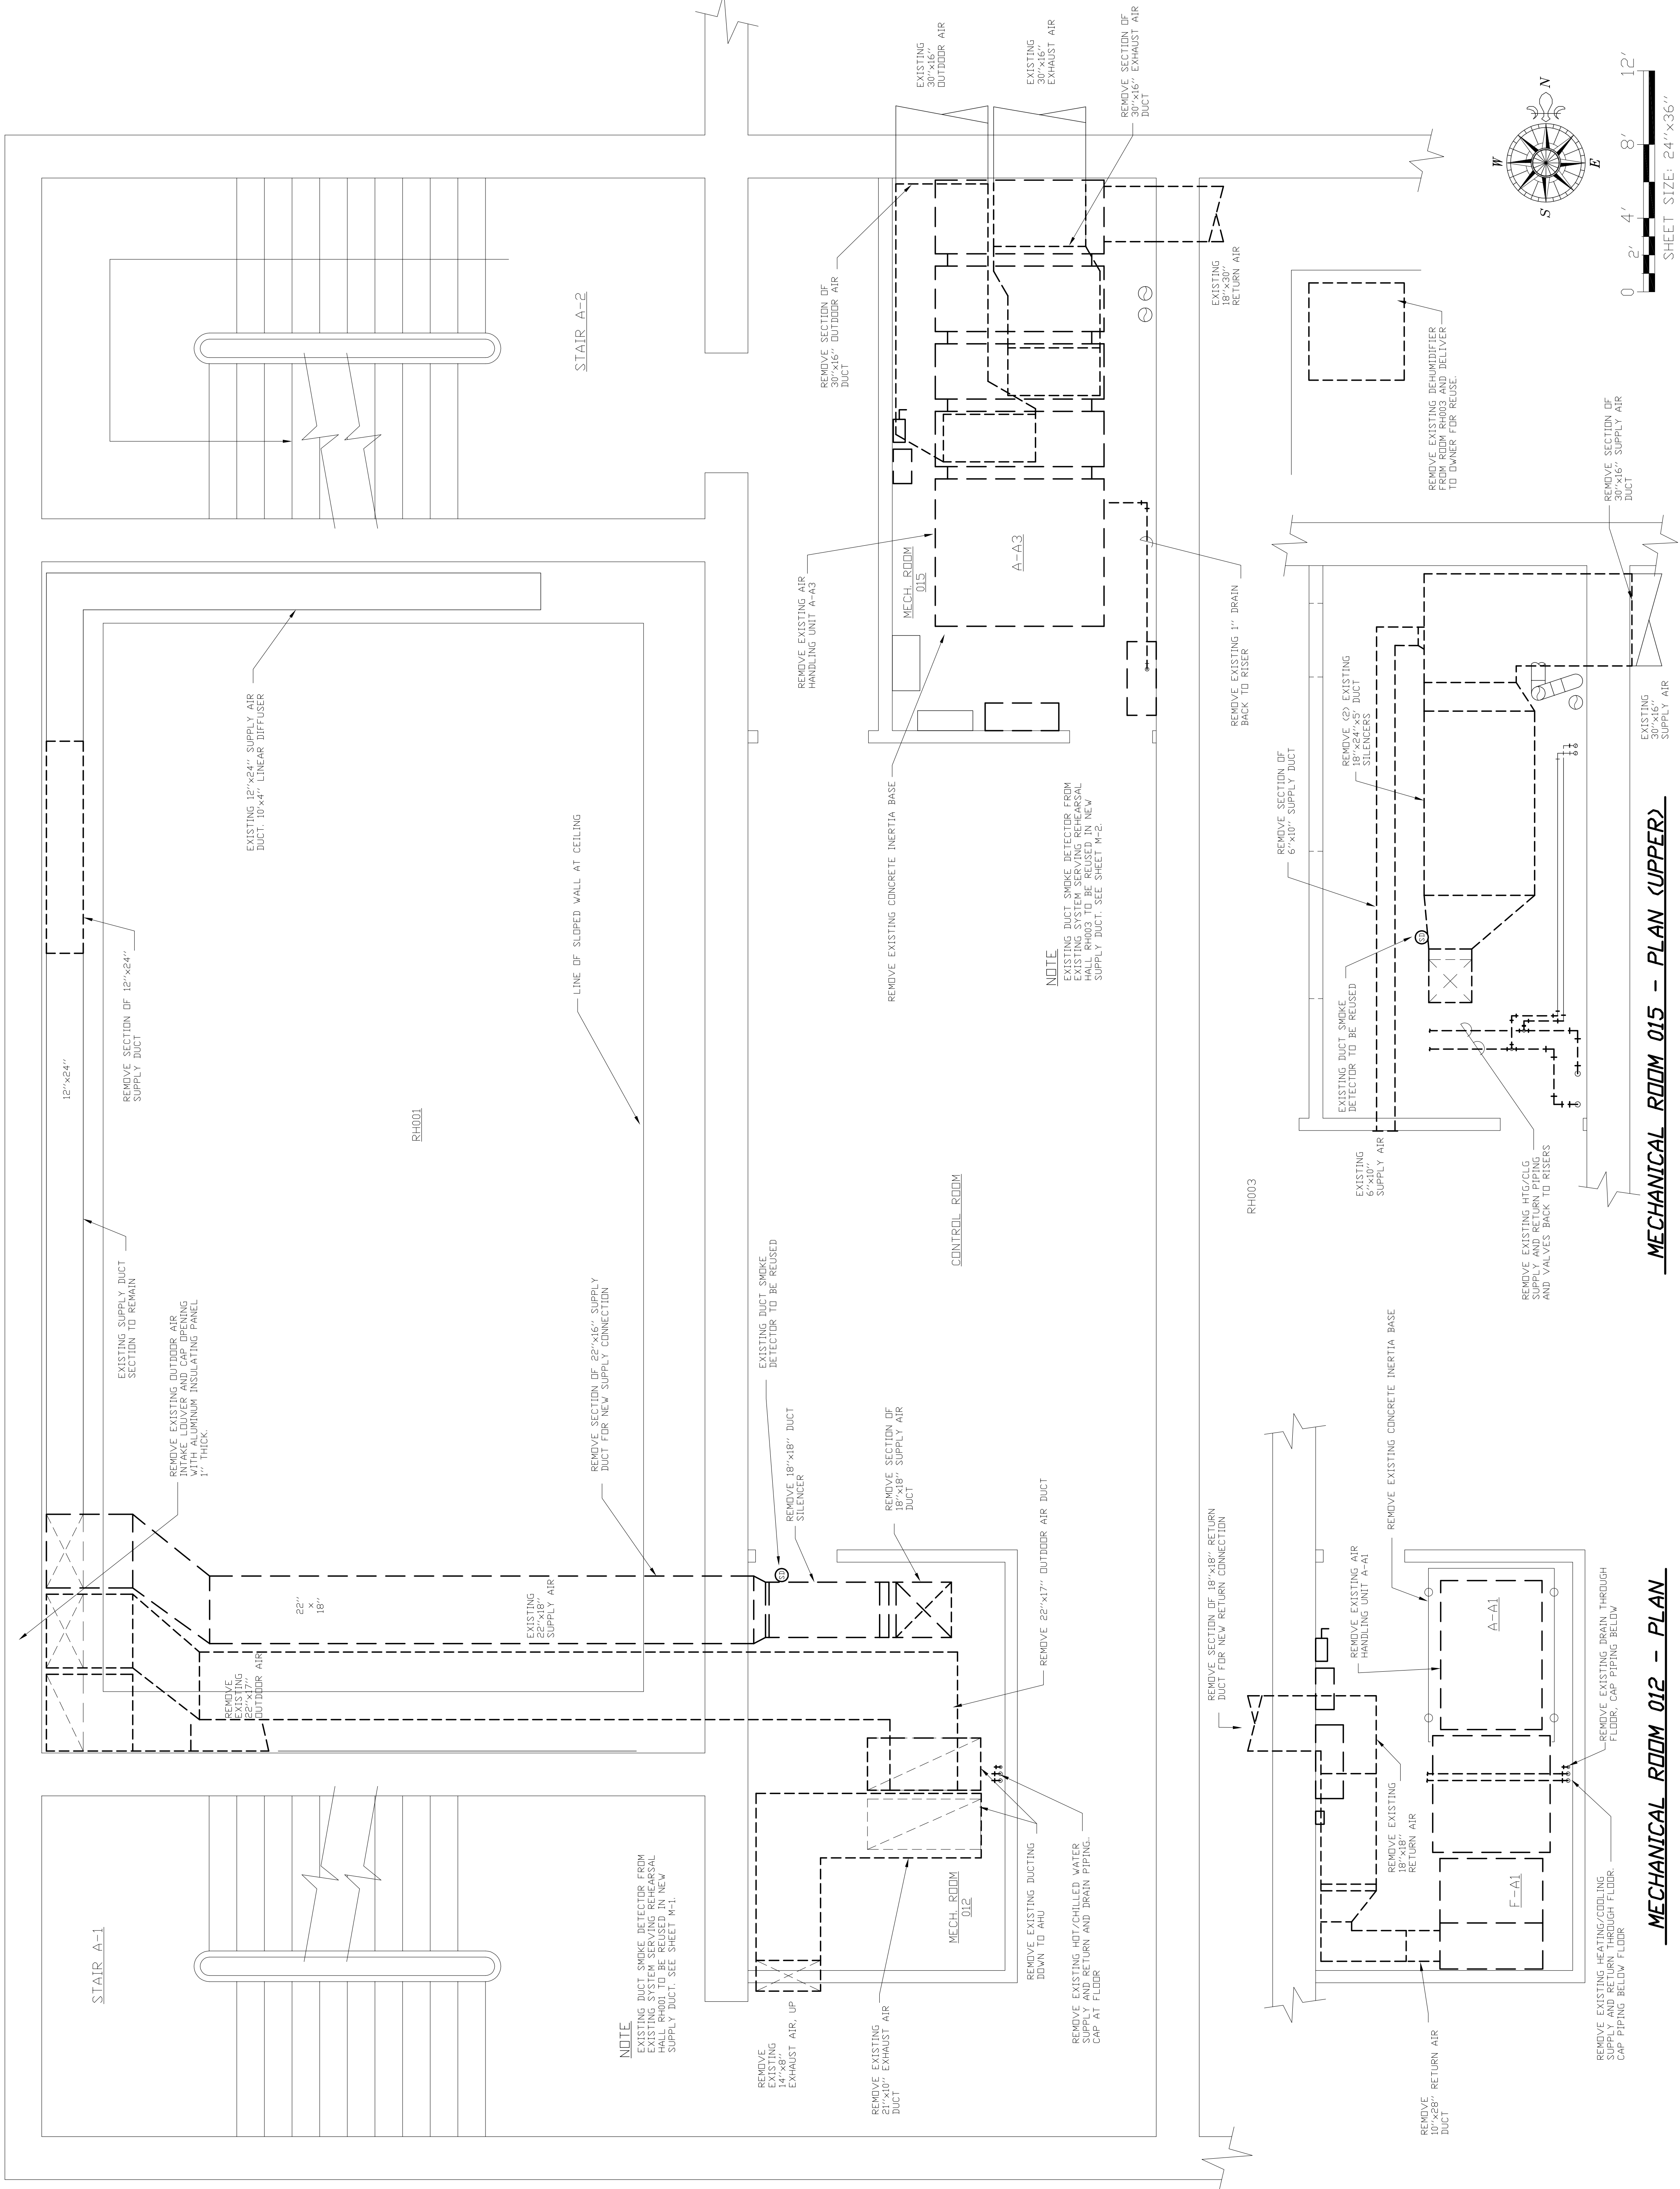 STAIR A-1
STAIR A-2
EXISTING
30''x16''
OUTDOOR AIR
EXISTING
30''x16''
EXHAUST AIR
REMOVE SECTION OF
30''x16'' EXHAUST AIR
DUCT
REMOVE SECTION OF
30''x16'' OUTDOOR AIR
DUCT
EXISTING
18''x30''
RETURN AIR
12''x24''
REMOVE SECTION OF 12''x24''
SUPPLY DUCT
EXISTING 12''x24'' SUPPLY AIR
DUCT. 10'x4'' LINEAR DIFFUSER
EXISTING SUPPLY DUCT
SECTION TO REMAIN
REMOVE EXISTING OUTDOOR AIR
INTAKE LOUVER AND CAP OPENING
WITH ALUMINUM INSULATING PANEL
1'' THICK.
RH001
LINE OF SLOPED WALL AT CEILING
22''
x
18''
EXISTING
22''x18''
SUPPLY AIR
REMOVE
EXISTING
22''x17''
OUTDOOR AIR
REMOVE SECTION OF 22''x16'' SUPPLY
DUCT FOR NEW SUPPLY CONNECTION
EXISTING DUCT SMOKE
DETECTOR TO BE REUSED
SD
REMOVE 18''x18'' DUCT
SILENCER
REMOVE SECTION OF
18''x18'' SUPPLY AIR
DUCT
REMOVE 22''x17'' OUTDOOR AIR DUCT
CONTROL ROOM
NOTE
EXISTING DUCT SMOKE DETECTOR FROM
EXISTING SYSTEM SERVING REHEARSAL
HALL RH001 TO BE REUSED IN NEW
SUPPLY DUCT. SEE SHEET M-1.
REMOVE
EXISTING
14''x8''
EXHAUST AIR, UP
REMOVE EXISTING
21''x10'' EXHAUST AIR
DUCT
MECH. ROOM
012
REMOVE EXISTING DUCTING
DOWN TO AHU
REMOVE EXISTING HOT/CHILLED WATER
SUPPLY AND RETURN AND DRAIN PIPING.
CAP AT FLOOR
REMOVE EXISTING AIR
HANDLING UNIT A-A3
MECH. ROOM
015
A-A3
REMOVE EXISTING CONCRETE INERTIA BASE
REMOVE EXISTING 1'' DRAIN
BACK TO RISER
NOTE
EXISTING DUCT SMOKE DETECTOR FROM
EXISTING SYSTEM SERVING REHEARSAL
HALL RH003 TO BE REUSED IN NEW
SUPPLY DUCT. SEE SHEET M-2.
RH003
REMOVE EXISTING DEHUMIDIFIER
FROM ROOM RH003 AND DELIVER
TO OWNER FOR REUSE.
REMOVE SECTION OF 18''x18'' RETURN
DUCT FOR NEW RETURN CONNECTION
REMOVE EXISTING AIR
HANDLING UNIT A-A1
REMOVE EXISTING CONCRETE INERTIA BASE
A-A1
F-A1
REMOVE EXISTING
18''x18''
RETURN AIR
REMOVE
10''x28'' RETURN AIR
DUCT
REMOVE EXISTING DRAIN THROUGH
FLOOR, CAP PIPING BELOW
REMOVE EXISTING HEATING/COOLING
SUPPLY AND RETURN THROUGH FLOOR.
CAP PIPING BELOW FLOOR
MECHANICAL ROOM 012 - PLAN
REMOVE SECTION OF
6''x10'' SUPPLY DUCT
REMOVE (2) EXISTING
18''x24''x5' DUCT
SILENCERS
EXISTING DUCT SMOKE
DETECTOR TO BE REUSED
SD
EXISTING
6''x10''
SUPPLY AIR
REMOVE EXISTING HTG/CLG
SUPPLY AND RETURN PIPING
AND VALVES BACK TO RISERS
REMOVE SECTION OF
30''x16'' SUPPLY AIR
DUCT
EXISTING
30''x16''
SUPPLY AIR
MECHANICAL ROOM 015 - PLAN (UPPER)
W
N
S
E
0 2' 4' 8' 12'
SHEET SIZE: 24''x36''